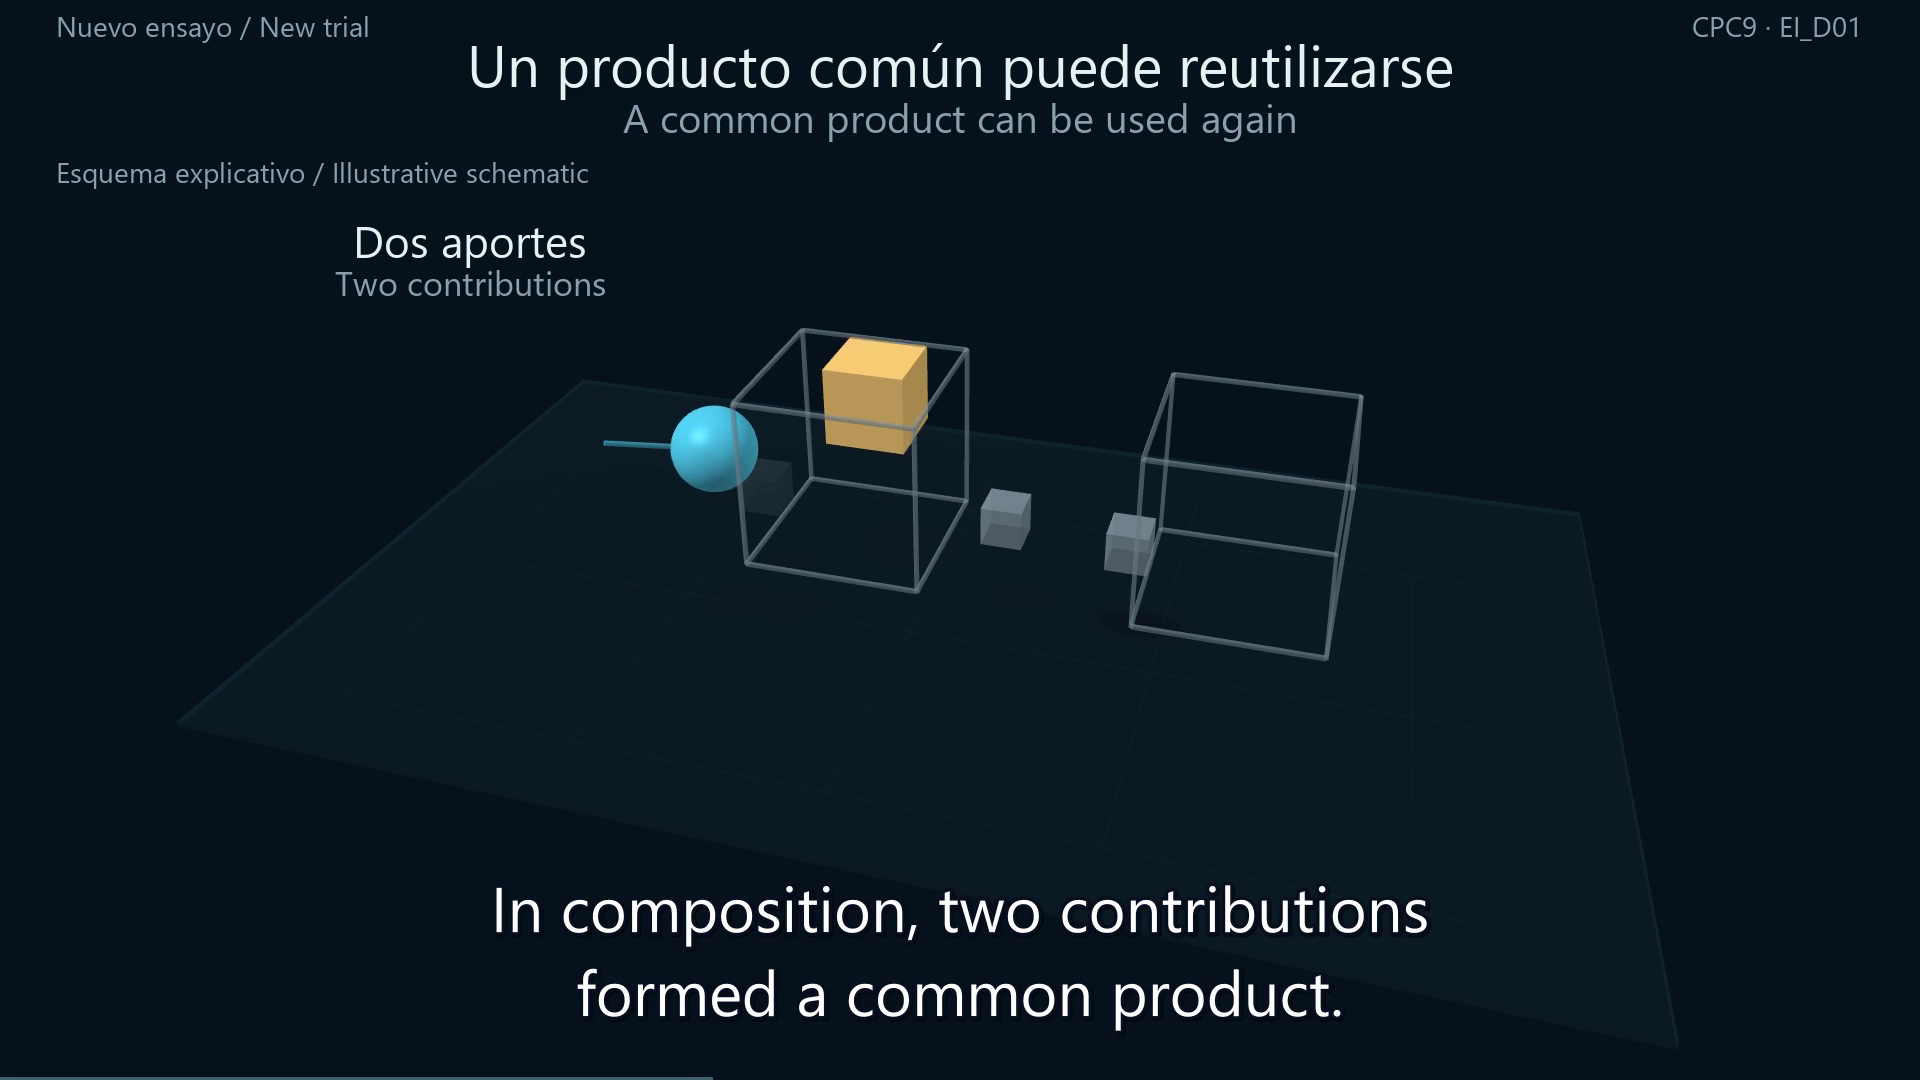 Nuevo ensayo / New trial
CPC9 · EI_D01
Un producto común puede reutilizarse
A common product can be used again
Esquema explicativo / Illustrative schematic
Dos aportes
Two contributions
In composition, two contributions
formed a common product.